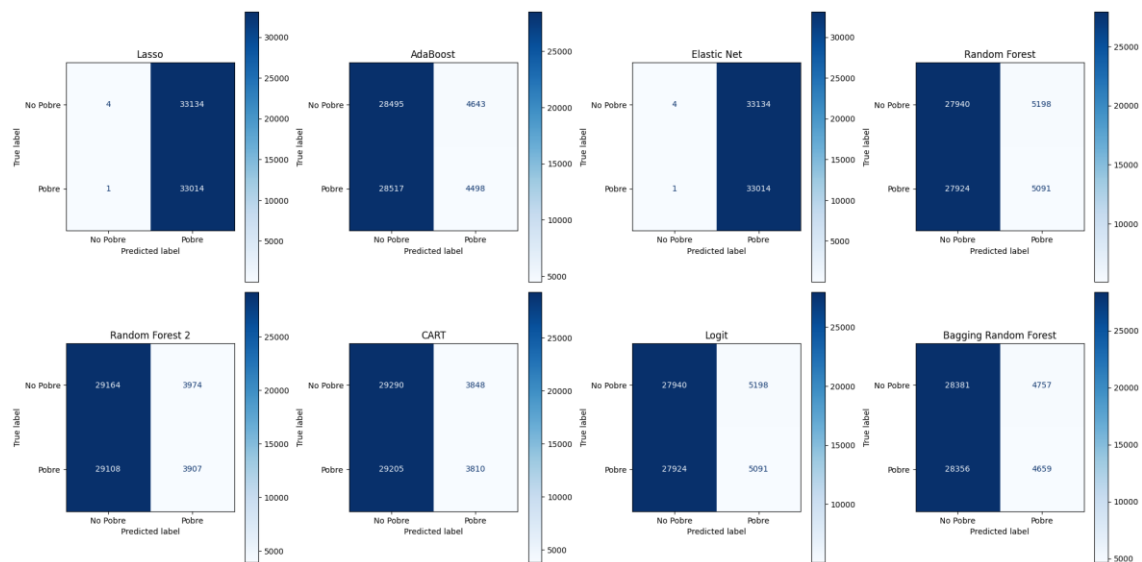 Lasso
30000
25000
20000
15000
10000
5000
No Pobre
Pobre
True label
4
33134
1
33014
No Pobre
Pobre
Predicted label
AdaBoost
25000
20000
15000
10000
5000
No Pobre
Pobre
True label
28495
4643
28517
4498
No Pobre
Pobre
Predicted label
Elastic Net
30000
25000
20000
15000
10000
5000
No Pobre
Pobre
True label
4
33134
1
33014
No Pobre
Pobre
Predicted label
Random Forest
25000
20000
15000
10000
No Pobre
Pobre
True label
27940
5198
27924
5091
No Pobre
Pobre
Predicted label
Random Forest 2
25000
20000
15000
10000
5000
No Pobre
Pobre
True label
29164
3974
29108
3907
No Pobre
Pobre
Predicted label
CART
25000
20000
15000
10000
5000
No Pobre
Pobre
True label
29290
3848
29205
3810
No Pobre
Pobre
Predicted label
Logit
25000
20000
15000
10000
No Pobre
Pobre
True label
27940
5198
27924
5091
No Pobre
Pobre
Predicted label
Bagging Random Forest
25000
20000
15000
10000
5000
No Pobre
Pobre
True label
28381
4757
28356
4659
No Pobre
Pobre
Predicted label